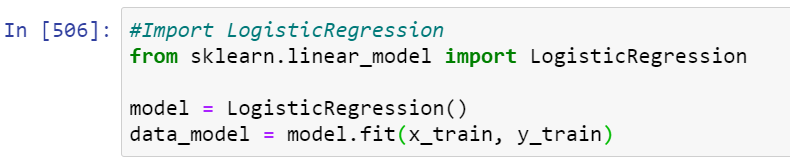 In [506]: #Import LogisticRegression
from sklearn.linear_model import LogisticRegression
model = LogisticRegression()
data_model = model.fit(x_train, y_train)